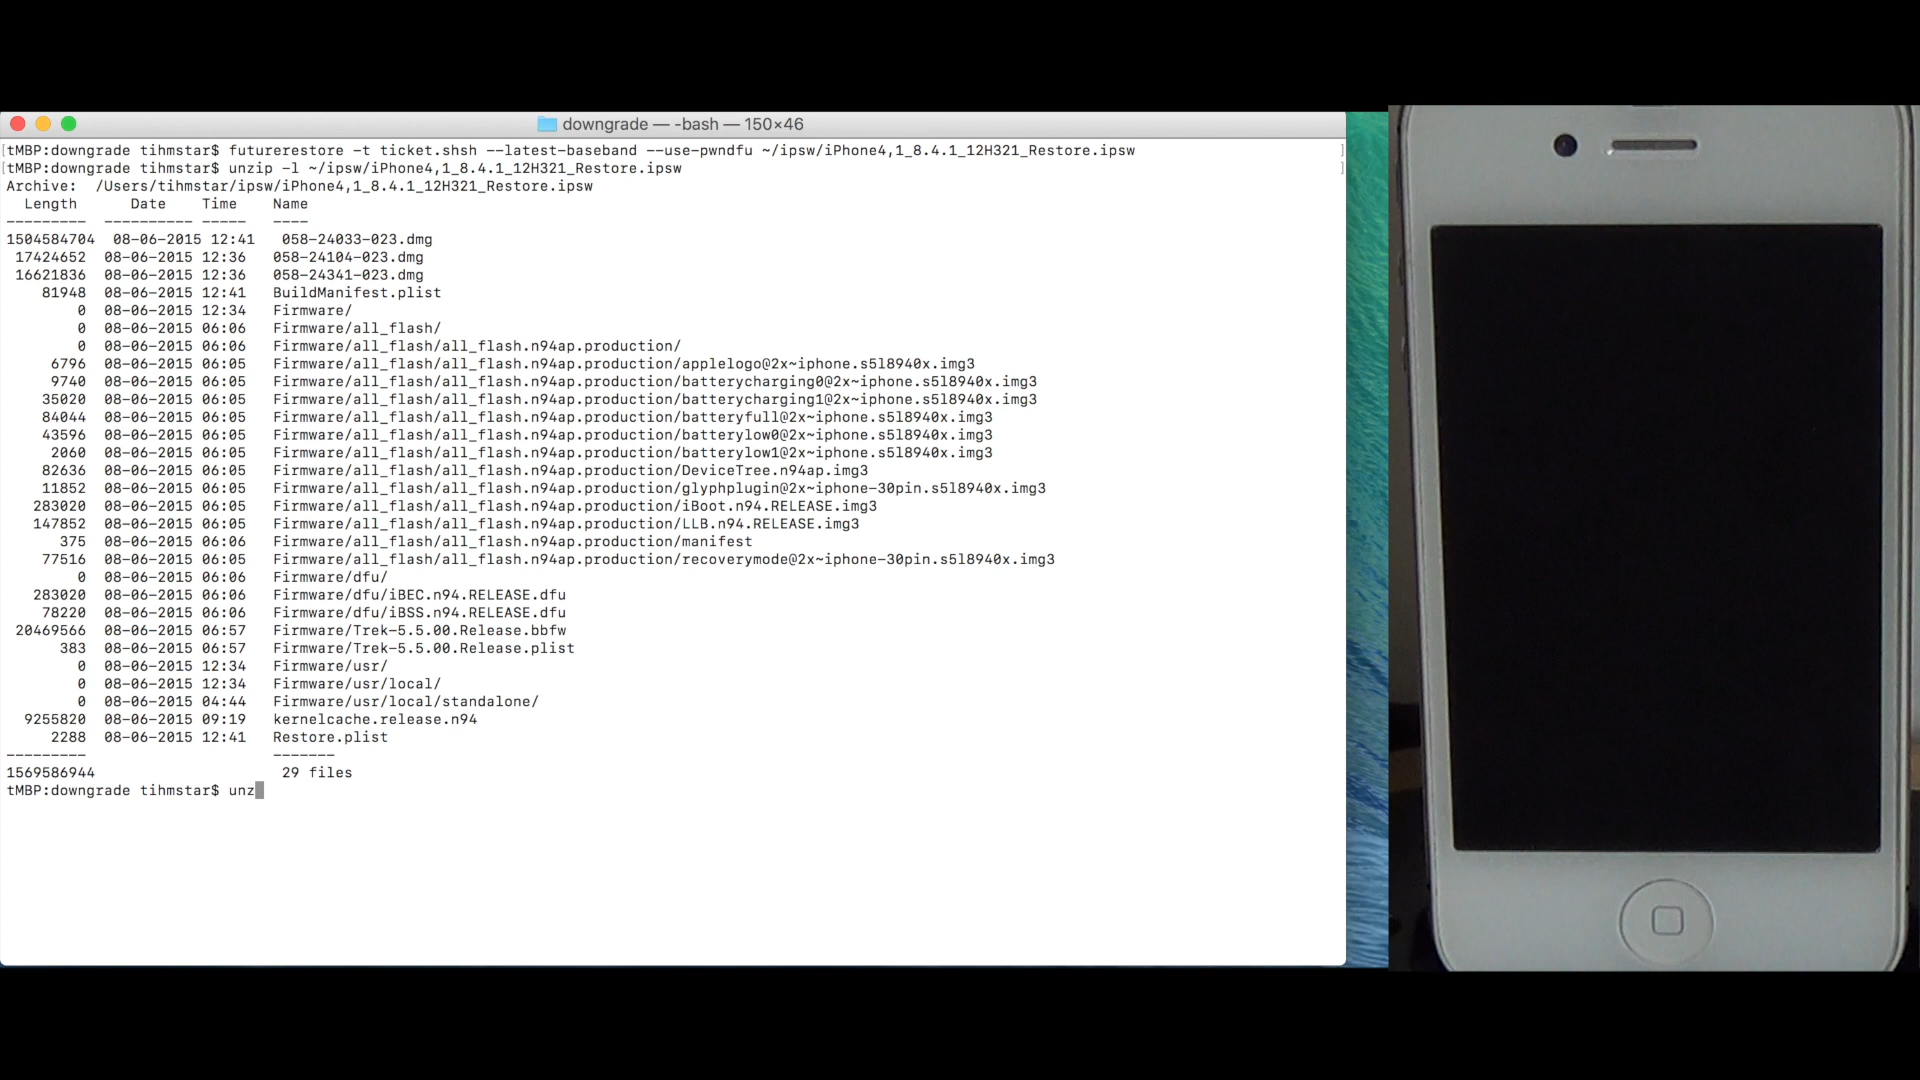 downgrade — -bash — 150×46
[tMBP:downgrade tihmstar$ futurerestore -t ticket.shsh --latest-baseband --use-pwndfu ~/ipsw/iPhone4,1_8.4.1_12H321_Restore.ipsw ]
[tMBP:downgrade tihmstar$ unzip -l ~/ipsw/iPhone4,1_8.4.1_12H321_Restore.ipsw ]
Archive:  /Users/tihmstar/ipsw/iPhone4,1_8.4.1_12H321_Restore.ipsw
  Length      Date    Time    Name
---------  ---------- -----   ----
1504584704  08-06-2015 12:41   058-24033-023.dmg
 17424652  08-06-2015 12:36   058-24104-023.dmg
 16621836  08-06-2015 12:36   058-24341-023.dmg
    81948  08-06-2015 12:41   BuildManifest.plist
        0  08-06-2015 12:34   Firmware/
        0  08-06-2015 06:06   Firmware/all_flash/
        0  08-06-2015 06:06   Firmware/all_flash/all_flash.n94ap.production/
     6796  08-06-2015 06:05   Firmware/all_flash/all_flash.n94ap.production/applelogo@2x~iphone.s5l8940x.img3
     9740  08-06-2015 06:05   Firmware/all_flash/all_flash.n94ap.production/batterycharging0@2x~iphone.s5l8940x.img3
    35020  08-06-2015 06:05   Firmware/all_flash/all_flash.n94ap.production/batterycharging1@2x~iphone.s5l8940x.img3
    84044  08-06-2015 06:05   Firmware/all_flash/all_flash.n94ap.production/batteryfull@2x~iphone.s5l8940x.img3
    43596  08-06-2015 06:05   Firmware/all_flash/all_flash.n94ap.production/batterylow0@2x~iphone.s5l8940x.img3
     2060  08-06-2015 06:05   Firmware/all_flash/all_flash.n94ap.production/batterylow1@2x~iphone.s5l8940x.img3
    82636  08-06-2015 06:05   Firmware/all_flash/all_flash.n94ap.production/DeviceTree.n94ap.img3
    11852  08-06-2015 06:05   Firmware/all_flash/all_flash.n94ap.production/glyphplugin@2x~iphone-30pin.s5l8940x.img3
   283020  08-06-2015 06:05   Firmware/all_flash/all_flash.n94ap.production/iBoot.n94.RELEASE.img3
   147852  08-06-2015 06:05   Firmware/all_flash/all_flash.n94ap.production/LLB.n94.RELEASE.img3
      375  08-06-2015 06:06   Firmware/all_flash/all_flash.n94ap.production/manifest
    77516  08-06-2015 06:05   Firmware/all_flash/all_flash.n94ap.production/recoverymode@2x~iphone-30pin.s5l8940x.img3
        0  08-06-2015 06:06   Firmware/dfu/
   283020  08-06-2015 06:06   Firmware/dfu/iBEC.n94.RELEASE.dfu
    78220  08-06-2015 06:06   Firmware/dfu/iBSS.n94.RELEASE.dfu
 20469566  08-06-2015 06:57   Firmware/Trek-5.5.00.Release.bbfw
      383  08-06-2015 06:57   Firmware/Trek-5.5.00.Release.plist
        0  08-06-2015 12:34   Firmware/usr/
        0  08-06-2015 12:34   Firmware/usr/local/
        0  08-06-2015 04:44   Firmware/usr/local/standalone/
  9255820  08-06-2015 09:19   kernelcache.release.n94
     2288  08-06-2015 12:41   Restore.plist
---------                     -------
1569586944                     29 files
tMBP:downgrade tihmstar$ unz